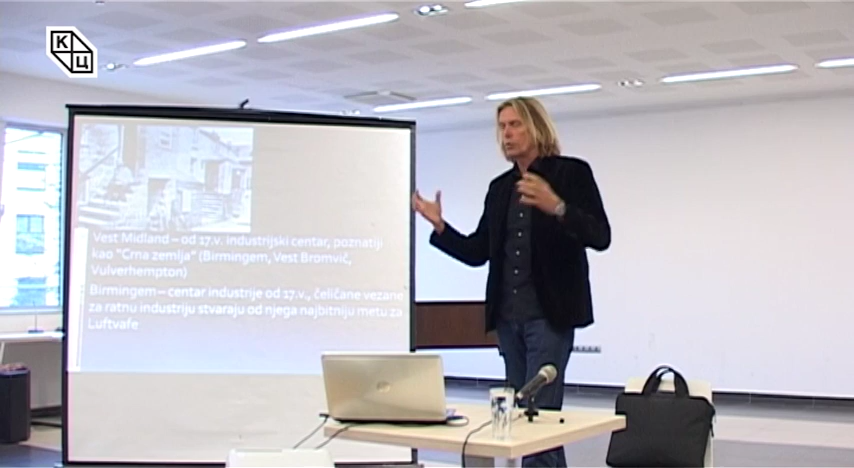 К
Ц
Vest Midland – od 17.v. industrijski centar, poznatiji
kao "Crna zemlja" (Birmingem, Vest Bromvič,
Vulverhempton)
Birmingem – centar industrije od 17.v., čeličane vezane
za ratnu industriju stvaraju od njega najbitniju metu za
Luftvafe